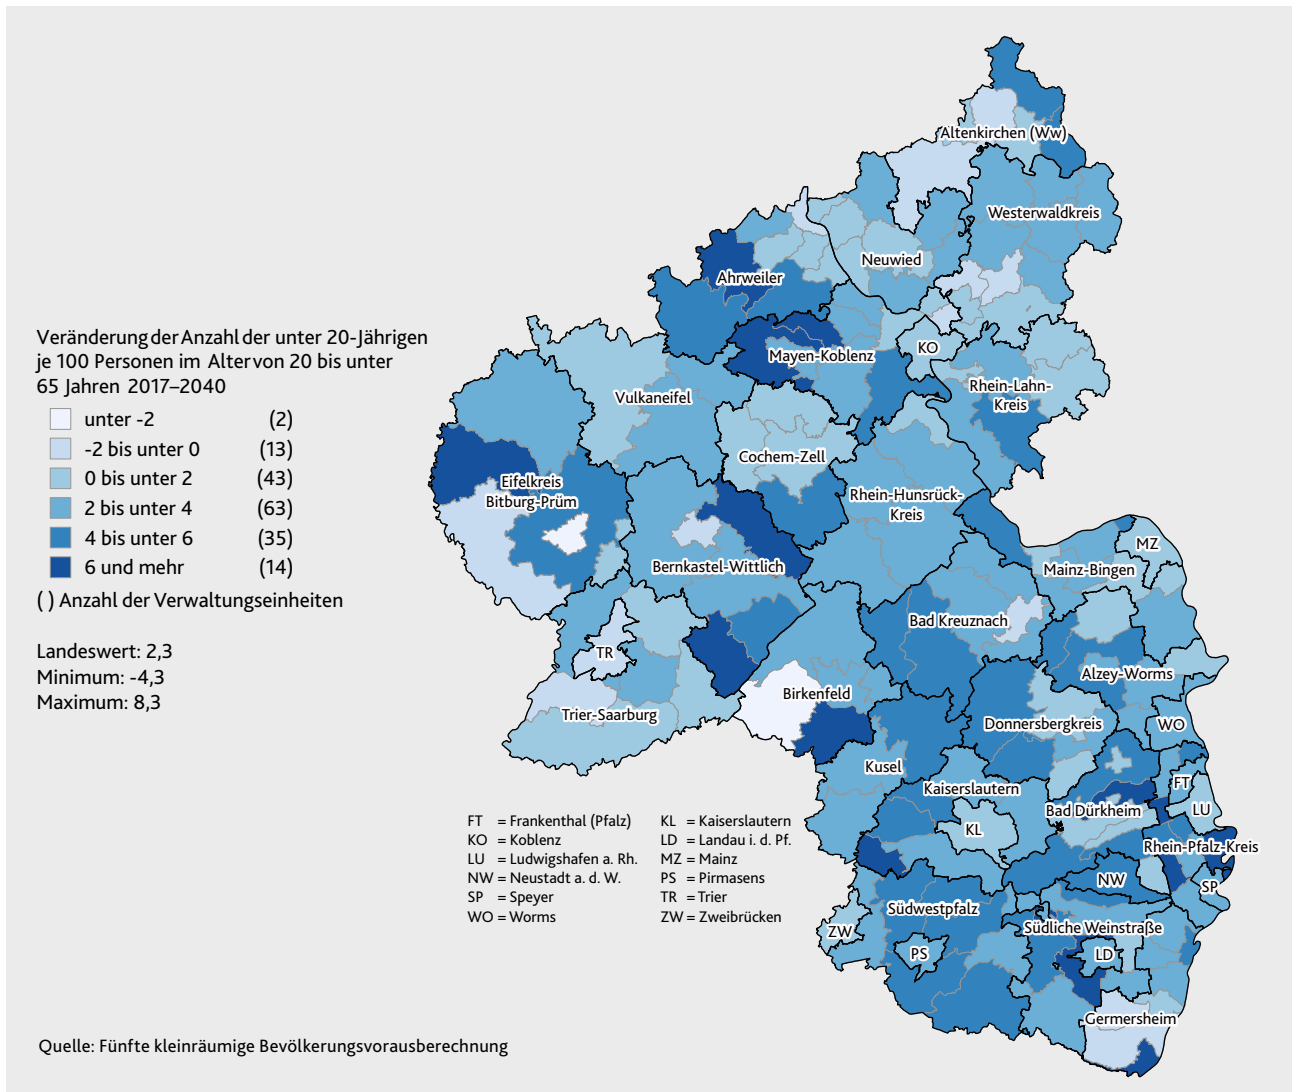 Altenkirchen (Ww)
Westerwaldkreis
Neuwied
Ahrweiler
KO
Mayen-Koblenz
Rhein-Lahn-
Kreis
Vulkaneifel
Cochem-Zell
Eifelkreis
Bitburg-Prüm
Rhein-Hunsrück-
Kreis
MZ
Mainz-Bingen
Bernkastel-Wittlich
Bad Kreuznach
TR
Alzey-Worms
Birkenfeld
Trier-Saarburg
Donnersbergkreis
WO
Kusel
FT
Kaiserslautern
LU
Bad Dürkheim
KL
Rhein-Pfalz-Kreis
NW
SP
Südwestpfalz
Südliche Weinstraße
ZW
PS
LD
Germersheim
Veränderung der Anzahl der unter 20-Jährigen
je 100 Personen im Alter von 20 bis unter
65 Jahren 2017–2040
unter -2 (2)
-2 bis unter 0 (13)
0 bis unter 2 (43)
2 bis unter 4 (63)
4 bis unter 6 (35)
6 und mehr (14)
( ) Anzahl der Verwaltungseinheiten
Landeswert: 2,3
Minimum: -4,3
Maximum: 8,3
FT = Frankenthal (Pfalz) KL = Kaiserslautern
KO = Koblenz LD = Landau i. d. Pf.
LU = Ludwigshafen a. Rh. MZ = Mainz
NW = Neustadt a. d. W. PS = Pirmasens
SP = Speyer TR = Trier
WO = Worms ZW = Zweibrücken
Quelle: Fünfte kleinräumige Bevölkerungsvorausberechnung